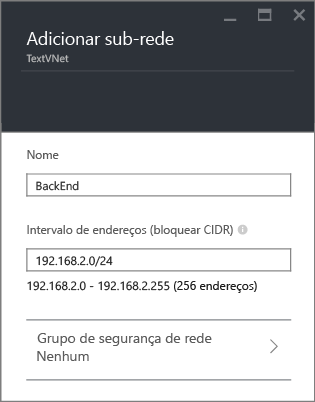 Adicionar sub-rede
TextVNet
Nome
BackEnd
Intervalo de endereços (bloquear CIDR)
192.168.2.0/24
192.168.2.0 - 192.168.2.255 (256 endereços)
Grupo de segurança de rede
Nenhum